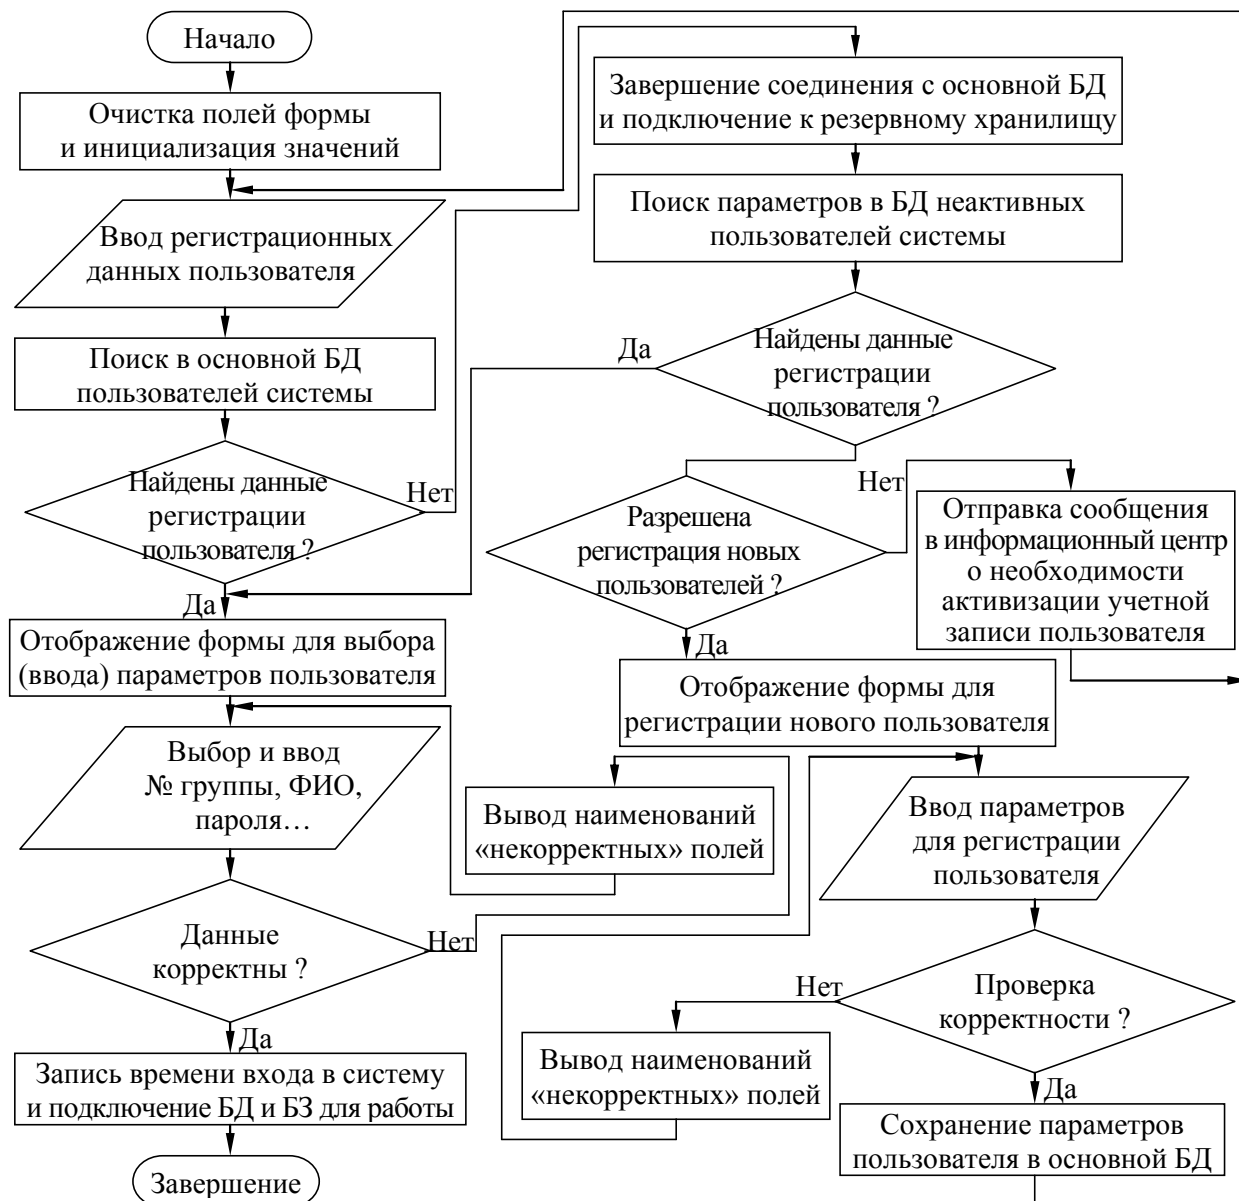 Начало
Очистка полей формы
и инициализация значений
Ввод регистрационных
данных пользователя
Поиск в основной БД
пользователей системы
Найдены данные
регистрации
пользователя ?
Нет
Да
Отображение формы для выбора
(ввода) параметров пользователя
Выбор и ввод
№ группы, ФИО,
пароля…
Данные
корректны ?
Нет
Да
Запись времени входа в систему
и подключение БД и БЗ для работы
Завершение
Завершение соединения с основной БД
и подключение к резервному хранилищу
Поиск параметров в БД неактивных
пользователей системы
Найдены данные
регистрации
пользователя ?
Да
Разрешена
регистрация новых
пользователей ?
Нет
Отправка сообщения
в информационный центр
о необходимости
активизации учетной
записи пользователя
Да
Отображение формы для
регистрации нового пользователя
Вывод наименований
«некорректных» полей
Ввод параметров
для регистрации
пользователя
Проверка
корректности ?
Нет
Вывод наименований
«некорректных» полей
Да
Сохранение параметров
пользователя в основной БД